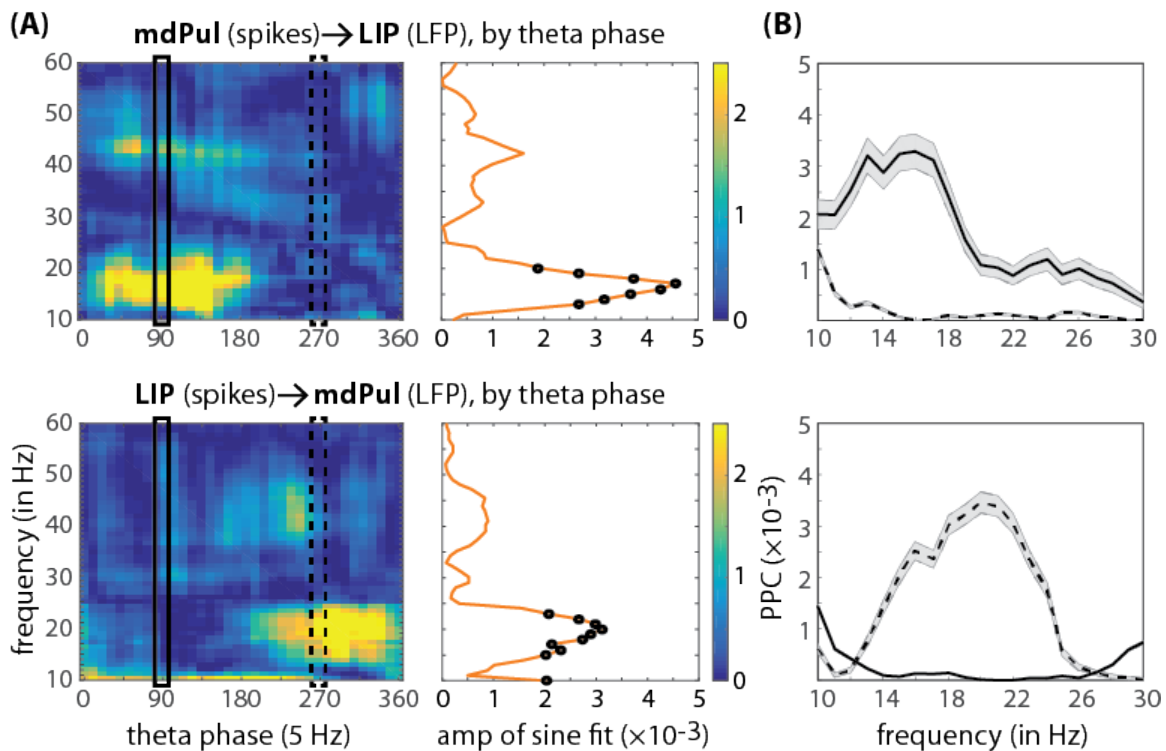 (A)
mdPul (spikes)→LIP (LFP), by theta phase
(B)
60
50
40
30
20
10
0 90 180 270 360
0 1 2 3 4 5
2
1
0
5
4
3
2
1
10 14 18 22 26 30
LIP (spikes)→mdPul (LFP), by theta phase
frequency (in Hz)
60
50
40
30
20
10
0 90 180 270 360
theta phase (5 Hz)
0 1 2 3 4 5
amp of sine fit (×10-3)
2
1
0
PPC (×10-3)
5
4
3
2
1
10 14 18 22 26 30
frequency (in Hz)